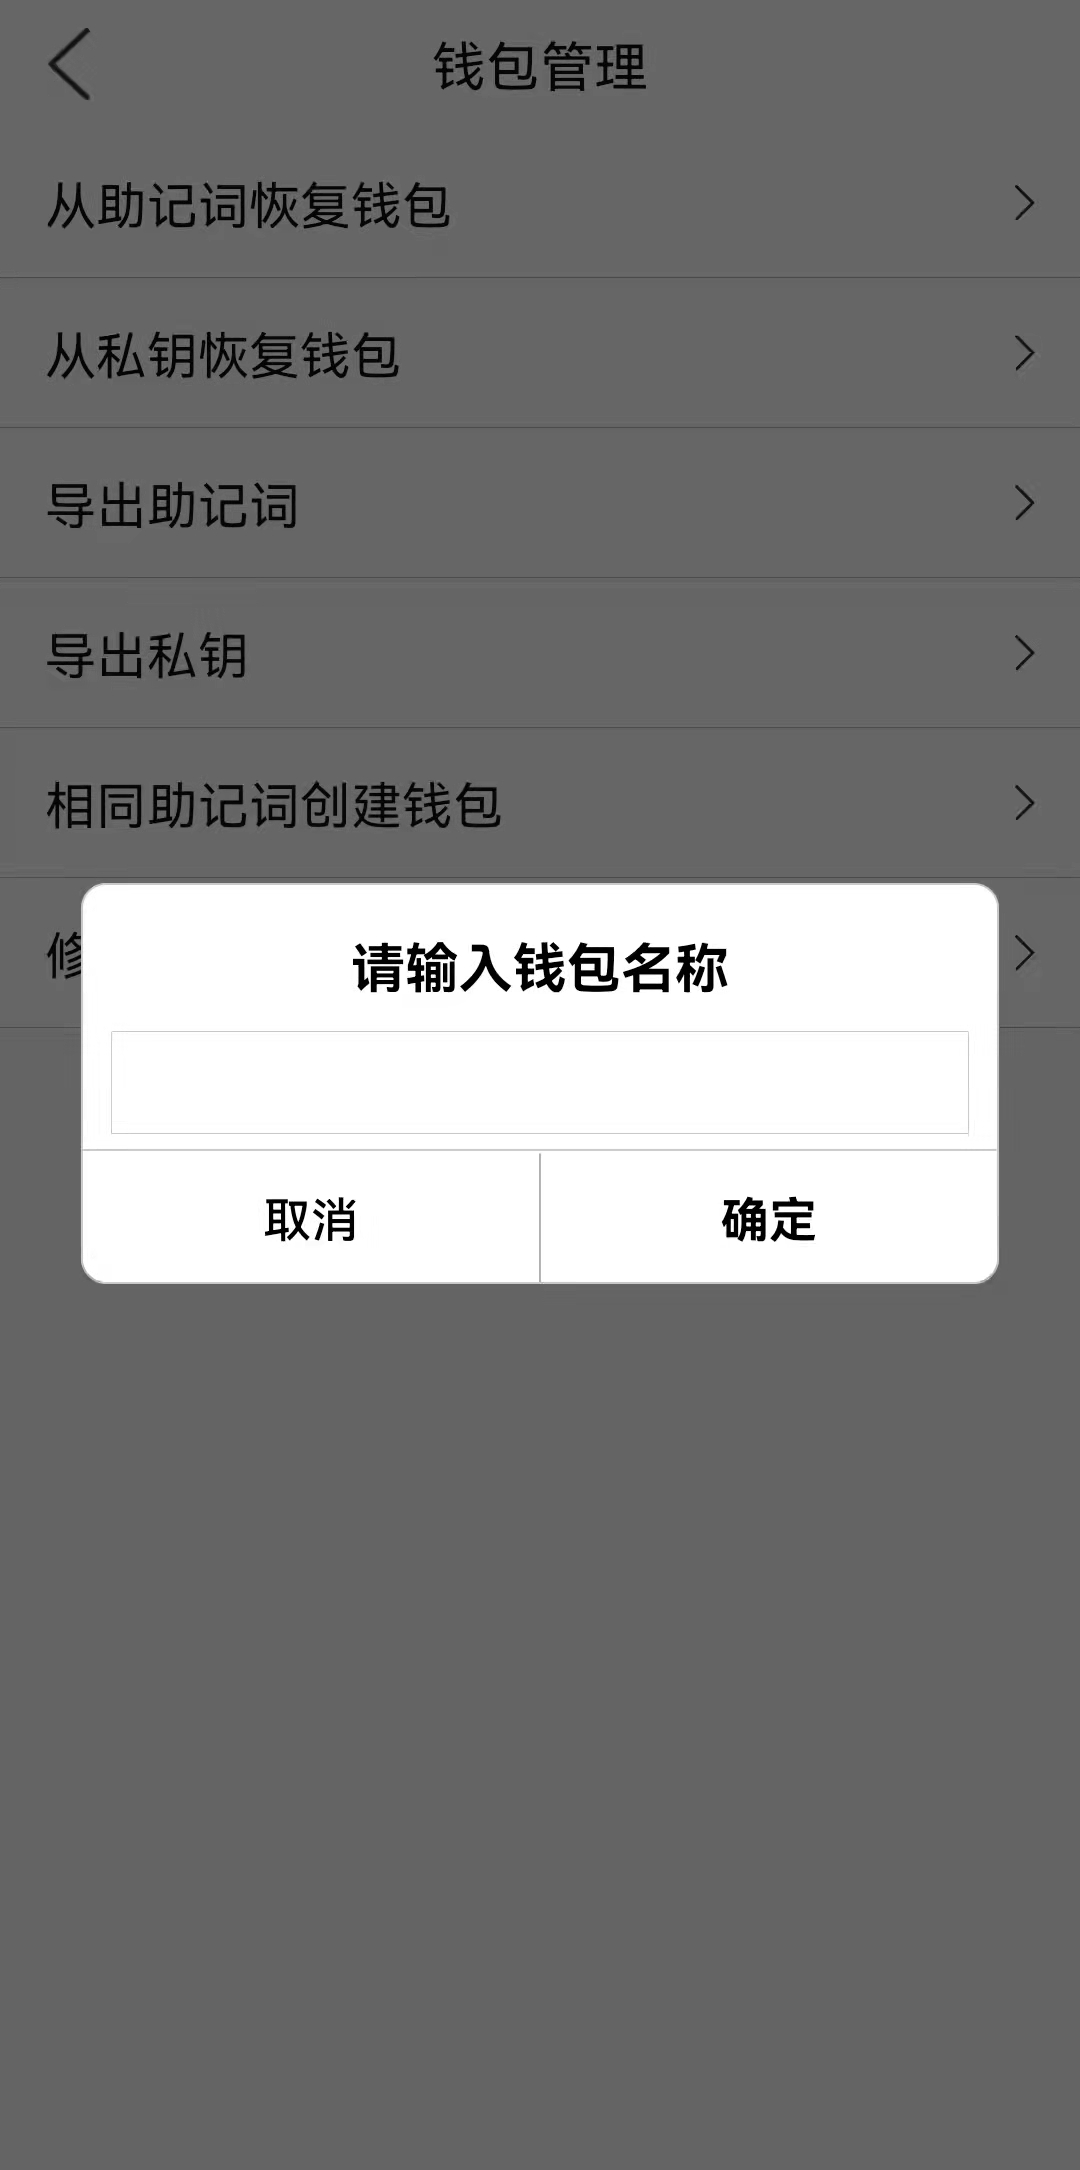 钱包管理
从助记词恢复钱包
从私钥恢复钱包
导出助记词
导出私钥
相同助记词创建钱包
修
请输入钱包名称
取消
确定